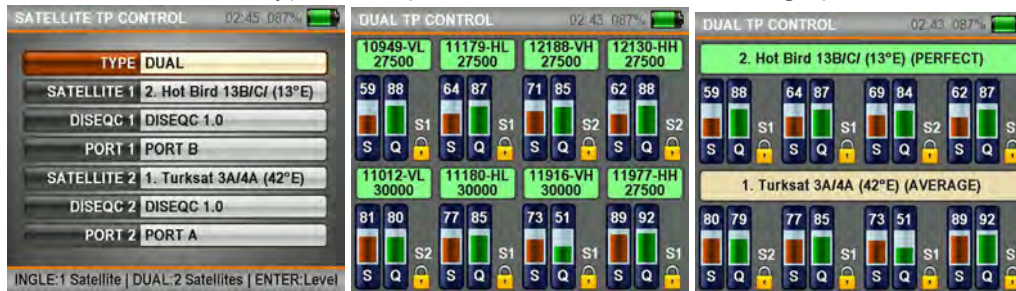 SATELLITE TP CONTROL 02:45 087%
TYPE DUAL
SATELLITE 1 2. Hot Bird 13B/C/ (13°E)
DISEQC 1 DISEQC 1.0
PORT 1 PORT B
SATELLITE 2 1. Turksat 3A/4A (42°E)
DISEQC 2 DISEQC 1.0
PORT 2 PORT A
INGLE:1 Satellite | DUAL:2 Satellites | ENTER:Level
DUAL TP CONTROL 02:43 087%
10949-VL 11179-HL 12188-VH 12130-HH
27500 27500 27500 27500
59 88 64 87 71 85 62 88
S1 S1 S2 S2
S Q S Q S Q S Q
11012-VL 11180-HL 11916-VH 11977-HH
30000 30000 30000 27500
81 80 77 85 73 51 89 92
S2 S1 S1 S1
S Q S Q S Q S Q
DUAL TP CONTROL 02:43 087%
2. Hot Bird 13B/C/ (13°E) (PERFECT)
59 88 64 87 69 84 62 87
S1 S1 S2 S
S Q S Q S Q S Q
1. Turksat 3A/4A (42°E) (AVERAGE)
80 79 77 85 73 51 89 92
S2 S1 S1 S
S Q S Q S Q S Q